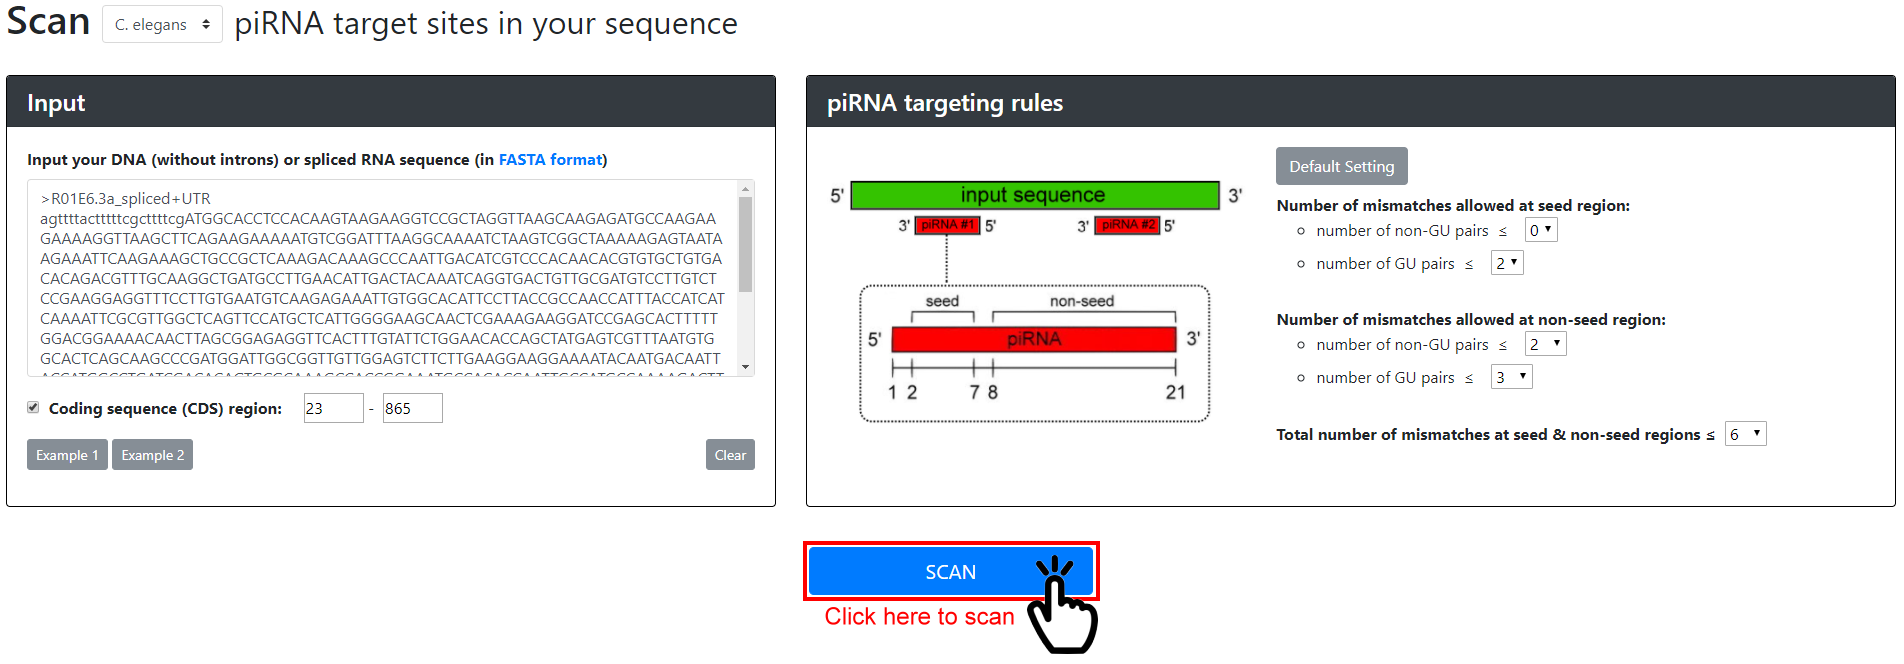 Scan C. elegans piRNA target sites in your sequence
Input
Input your DNA (without introns) or spliced RNA sequence (in FASTA format)
>R01E6.3a_spliced+UTR
agttttactttttcgcttttcgATGGCACCTCCACAAGTAAGAAGGTCCGCTAGGTTAAGCAAGAGATGCCAAGAA
GAAAAGGTTAAGCTTCAGAAGAAAAATGTCGGATTTAAGGCAAAATCTAAGTCGGCTAAAAAGAGTAATA
AGAAATTCAAGAAAGCTGCCGCTCAAAGACAAAGCCCAATTGACATCGTCCCACAACACGTGTGCTGTGA
CACAGACGTTTGCAAGGCTGATGCCTTGAACATTGACTACAAATCAGGTGACTGTTGCGATGTCCTTGTCT
CCGAAGGAGGTTTCCTTGTGAATGTCAAGAGAAATTGTGGCACATTCCTTACCGCCAACCATTTACCATCAT
CAAAATTCGCGTTGGCTCAGTTCCATGCTCATTGGGGAAGCAACTCGAAAGAAGGATCCGAGCACTTTTT
GGACGGAAAACAACTTAGCGGAGAGGTTCACTTTGTATTCTGGAACACCAGCTATGAGTCGTTTAATGTG
GCACTCAGCAAGCCCGATGGATTGGCGGTTGTTGGAGTCTTCTTGAAGGAAGGAAAATACAATGACAATT
Coding sequence (CDS) region: 23 - 865
Example 1 Example 2 Clear
piRNA targeting rules
5' input sequence 3'
3' piRNA #1 5' 3' piRNA #2 5'
seed non-seed
5' piRNA 3'
1 2 7 8 21
Default Setting
Number of mismatches allowed at seed region:
number of non-GU pairs ≤ 0
number of GU pairs ≤ 2
Number of mismatches allowed at non-seed region:
number of non-GU pairs ≤ 2
number of GU pairs ≤ 3
Total number of mismatches at seed & non-seed regions ≤ 6
SCAN
Click here to scan